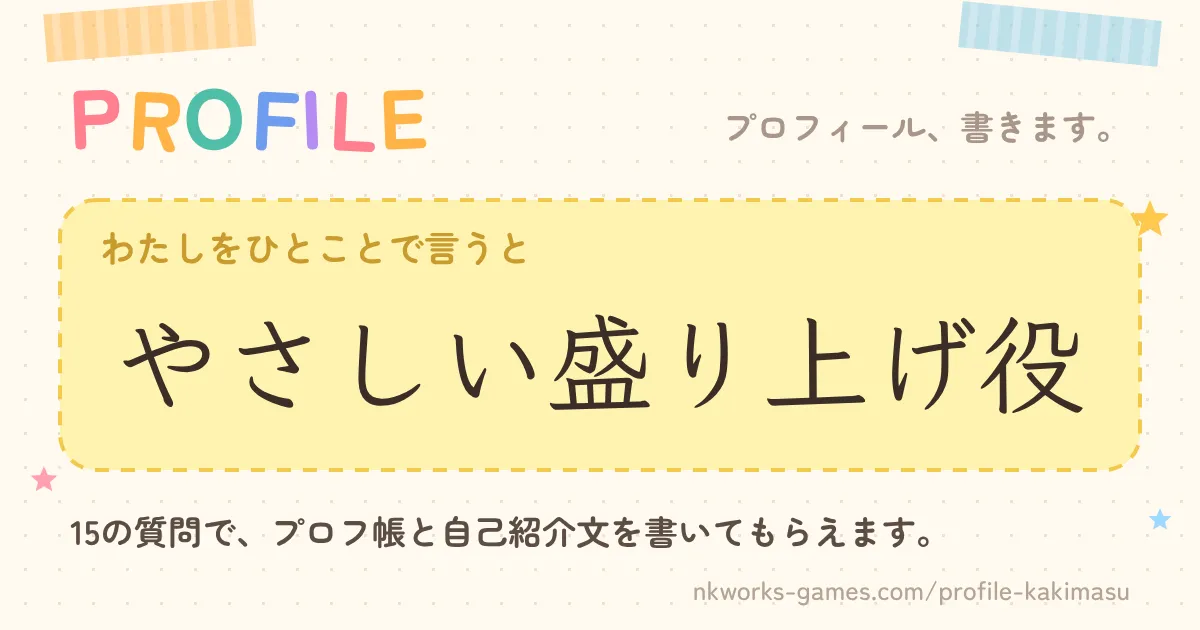 PROFILE
プロフィール、書きます。
わたしをひとことで言うと
やさしい盛り上げ役
15の質問で、プロフ帳と自己紹介文を書いてもらえます。
nkworks-games.com/profile-kakimasu